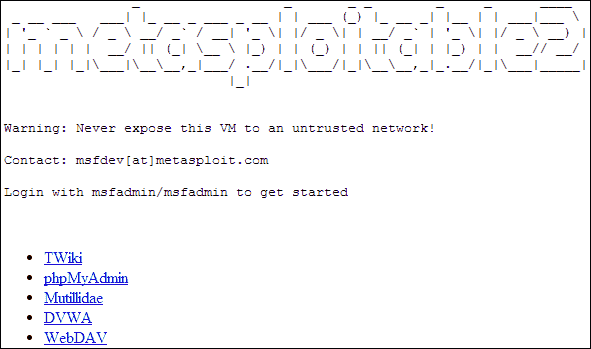 metasploitable2
Warning: Never expose this VM to an untrusted network!
Contact: msfdev[at]metasploit.com
Login with msfadmin/msfadmin to get started
TWiki
phpMyAdmin
Mutillidae
DVWA
WebDAV